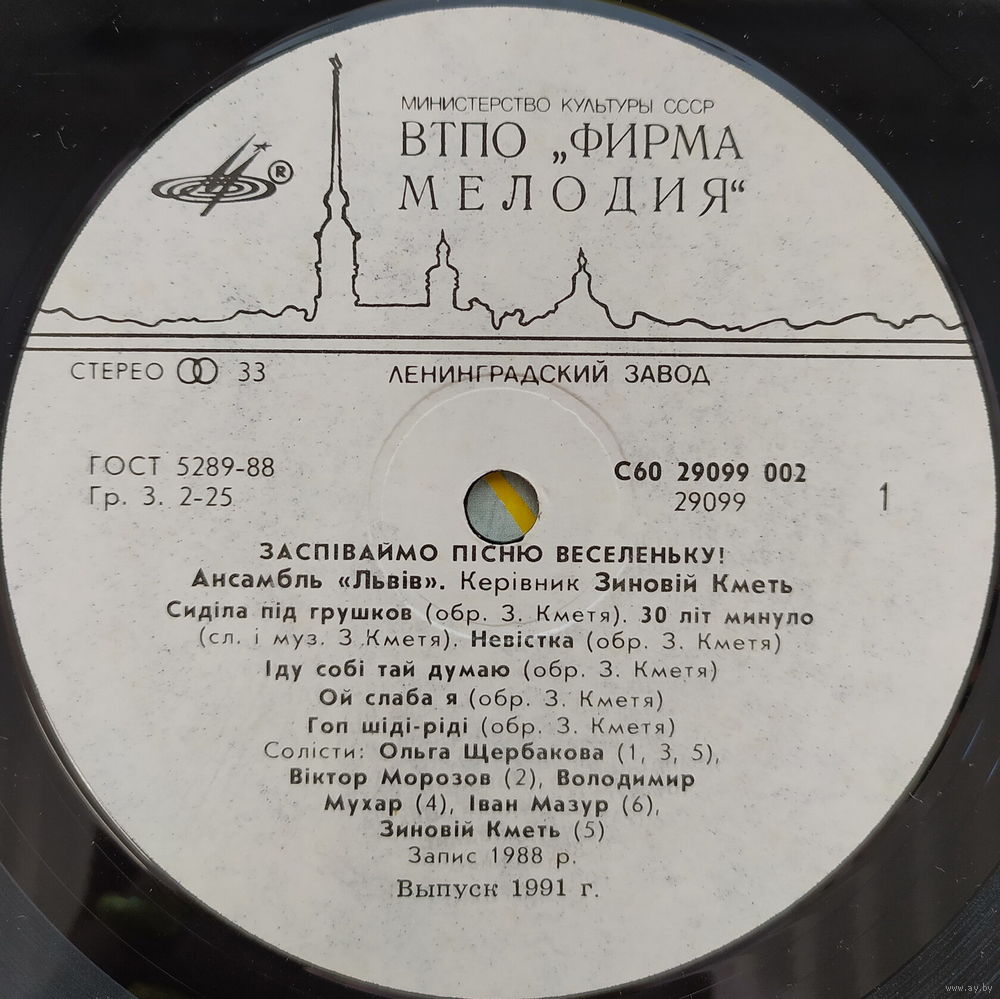 МИНИСТЕРСТВО КУЛЬТУРЫ СССР
ВТПО „ФИРМА
МЕЛОДИЯ“
®
СТЕРЕО 33
ЛЕНИНГРАДСКИЙ ЗАВОД
ГОСТ 5289-88
Гр. 3. 2-25
С60 29099 002
29099
1
ЗАСПІВАЙМО ПІСНЮ ВЕСЕЛЕНЬКУ!
Ансамбль «Львів». Керівник Зиновій Кметь
Сиділа під грушков (обр. З. Кметя). 30 літ минуло
(сл. і муз. З.Кметя). Невістка (обр. З. Кметя)
Іду собі тай думаю (обр. З. Кметя)
Ой слаба я (обр. З. Кметя)
Гоп шіді-ріді (обр. З. Кметя)
Солісти: Ольга Щербакова (1, 3, 5),
Віктор Морозов (2), Володимир
Мухар (4), Іван Мазур (6),
Зиновій Кметь (5)
Запис 1988 р.
Выпуск 1991 г.
www.ay.by